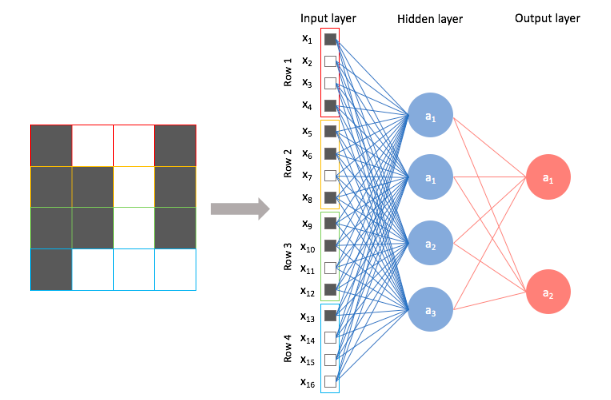 Input layer
Hidden layer
Output layer
Row 1
x1
x2
x3
x4
Row 2
x5
x6
x7
x8
Row 3
x9
x10
x11
x12
Row 4
x13
x14
x15
x16
a1
a1
a2
a3
a1
a2